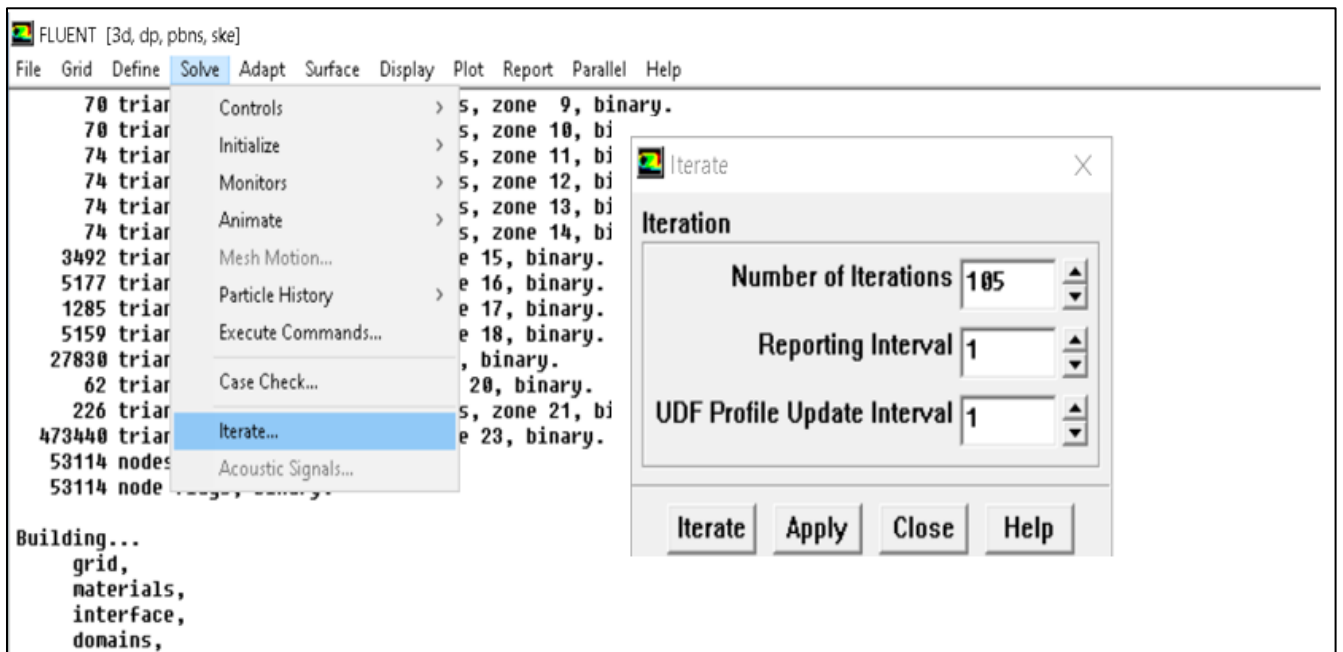 FLUENT [3d, dp, pbns, ske]
File Grid Define Solve Adapt Surface Display Plot Report Parallel Help
70 triar s, zone 9, binary.
70 triar s, zone 10, bi
74 triar s, zone 11, bi
74 triar s, zone 12, bi
74 triar s, zone 13, bi
74 triar s, zone 14, bi
3492 triar e 15, binary.
5177 triar e 16, binary.
1285 triar e 17, binary.
5159 triar e 18, binary.
27830 triar , binary.
62 triar 20, binary.
226 triar s, zone 21, bi
473440 triar e 23, binary.
53114 nodes
53114 node
Building...
grid,
materials,
interface,
domains,
Controls
Initialize
Monitors
Animate
Mesh Motion...
Particle History
Execute Commands...
Case Check...
Iterate...
Acoustic Signals...
Iterate
Iteration
Number of Iterations 105
Reporting Interval 1
UDF Profile Update Interval 1
Iterate Apply Close Help